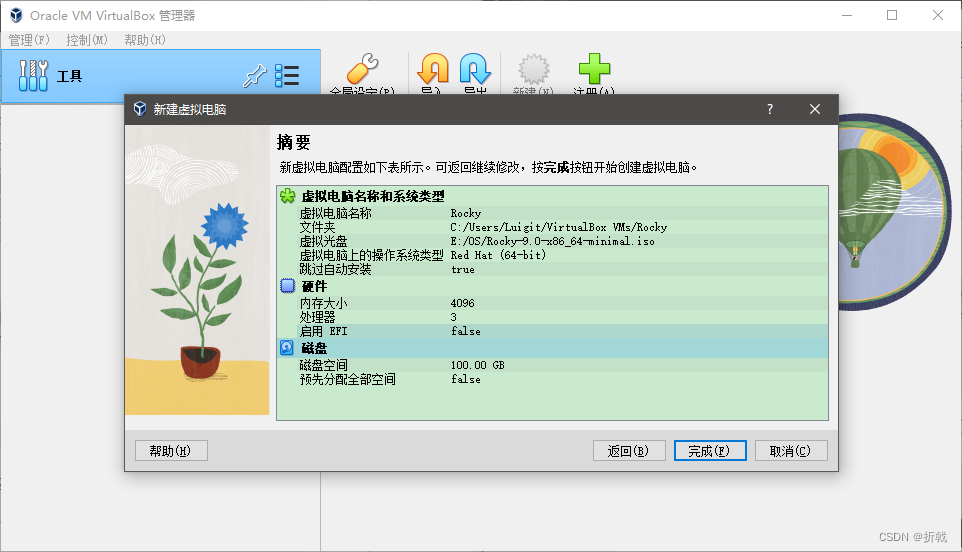 Oracle VM VirtualBox 管理器
管理(F) 控制(M) 帮助(H)
工具
全局设定(P) 导入 导出 新建(N) 注册(A)
新建虚拟电脑
?
摘要
新虚拟电脑配置如下表所示。可返回继续修改，按完成按钮开始创建虚拟电脑。
虚拟电脑名称和系统类型
虚拟电脑名称 Rocky
文件夹 C:/Users/Luigit/VirtualBox VMs/Rocky
虚拟光盘 E:/OS/Rocky-9.0-x86_64-minimal.iso
虚拟电脑上的操作系统类型 Red Hat (64-bit)
跳过自动安装 true
硬件
内存大小 4096
处理器 3
启用 EFI false
磁盘
磁盘空间 100.00 GB
预先分配全部空间 false
帮助(H) 返回(B) 完成(F) 取消(C)
CSDN @折戟